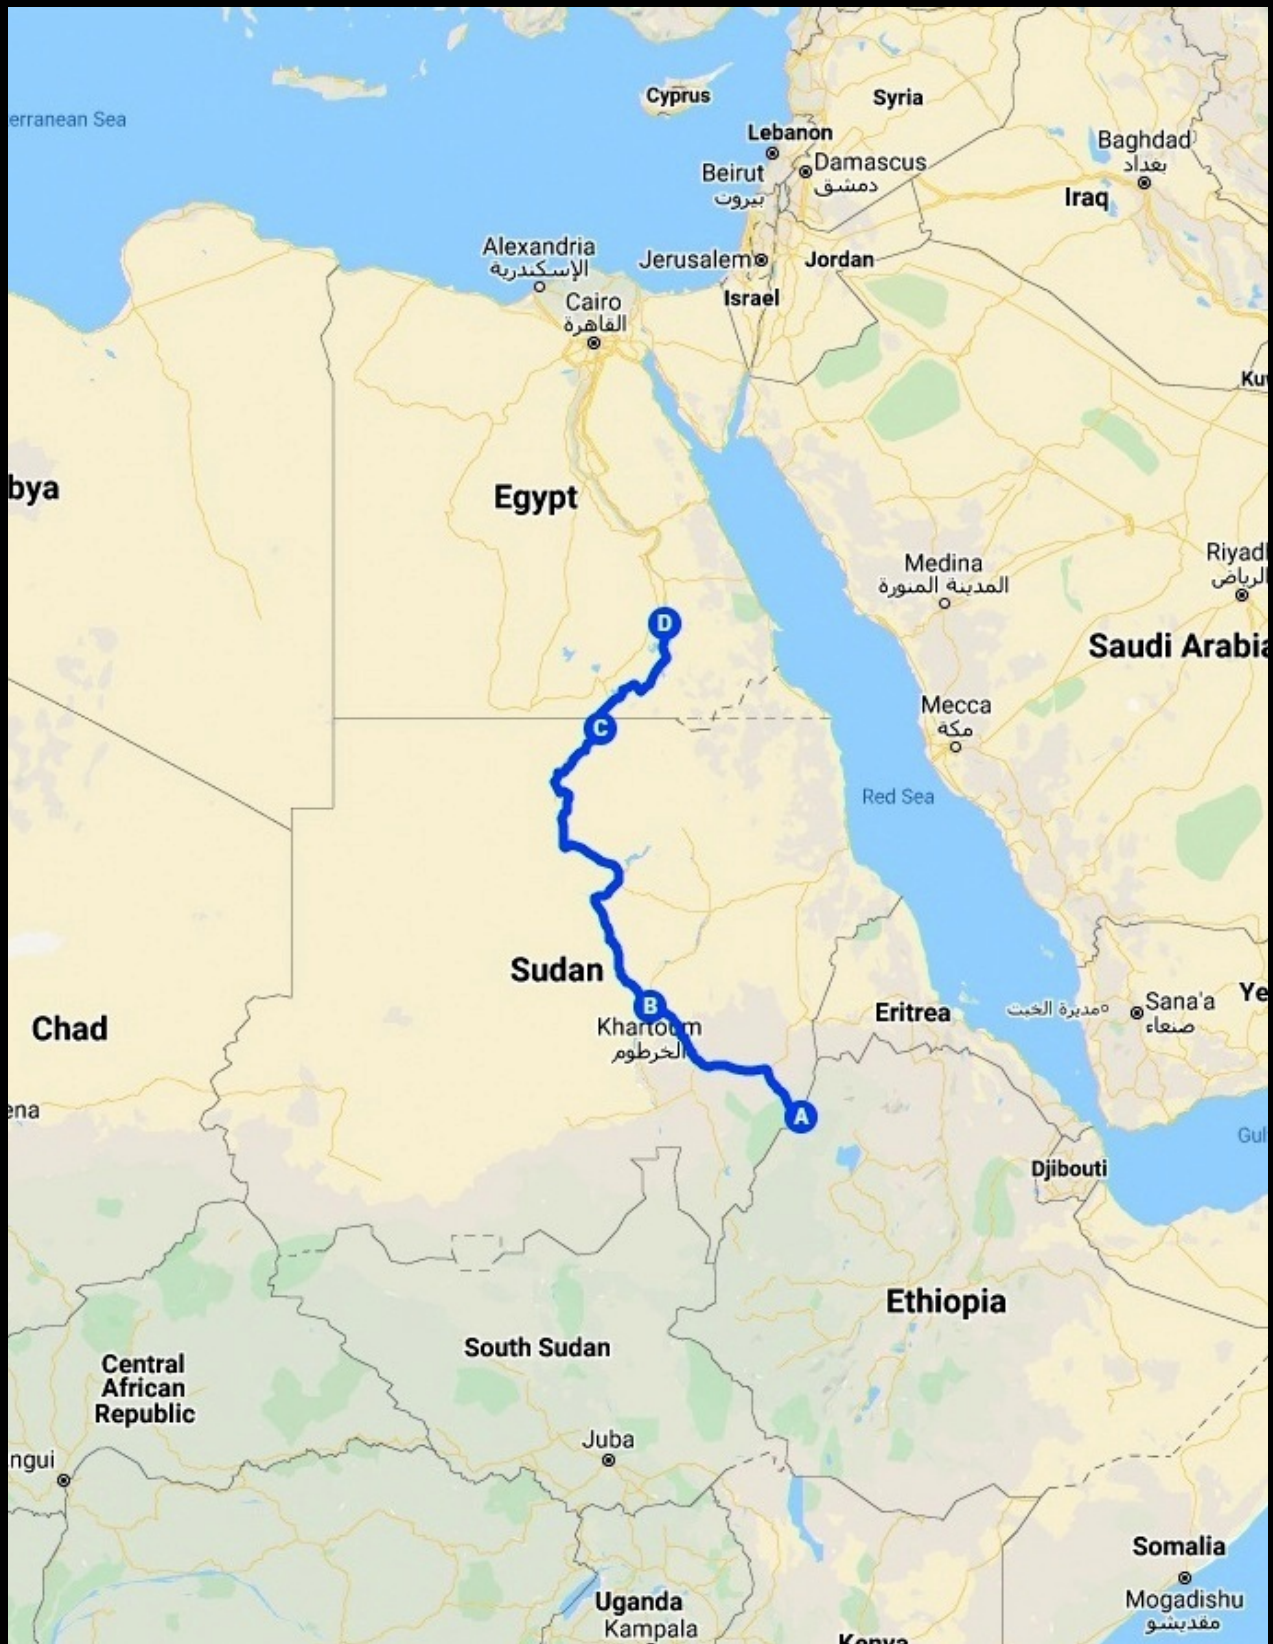 Cyprus
Syria
erranean Sea
Lebanon
Baghdad
بغداد
Beirut
بيروت
Damascus
دمشق
Iraq
Alexandria
الإسكندرية
Jerusalem
Jordan
Israel
Cairo
القاهرة
Ku
bya
Egypt
Medina
المدينة المنورة
Riyad
الرياض
D
Saudi Arabia
Mecca
مكة
C
Red Sea
Sudan
Ye
Sana'a
صنعاء
مديرة الخبت
B
Eritrea
Chad
Khartoum
الخرطوم
ena
A
Gul
Djibouti
Ethiopia
South Sudan
Central
African
Republic
Juba
ngui
Somalia
Mogadishu
مقديشو
Uganda
Kampala
Kenya